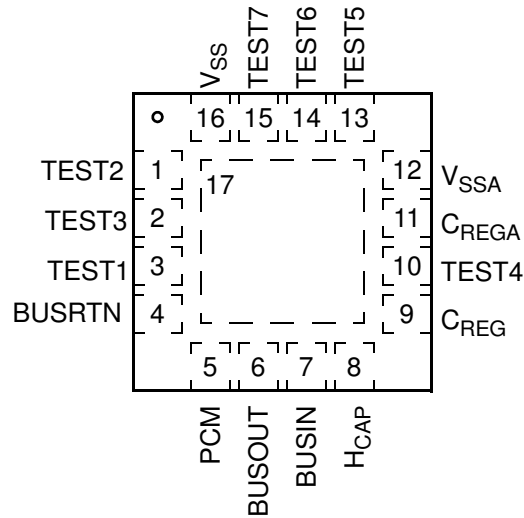 VSS
TEST7
TEST6
TEST5
16
15
14
13
TEST2
1
17
12
VSSA
TEST3
2
11
CREGA
TEST1
3
10
TEST4
BUSRTN
4
9
CREG
5
6
7
8
PCM
BUSOUT
BUSIN
HCAP